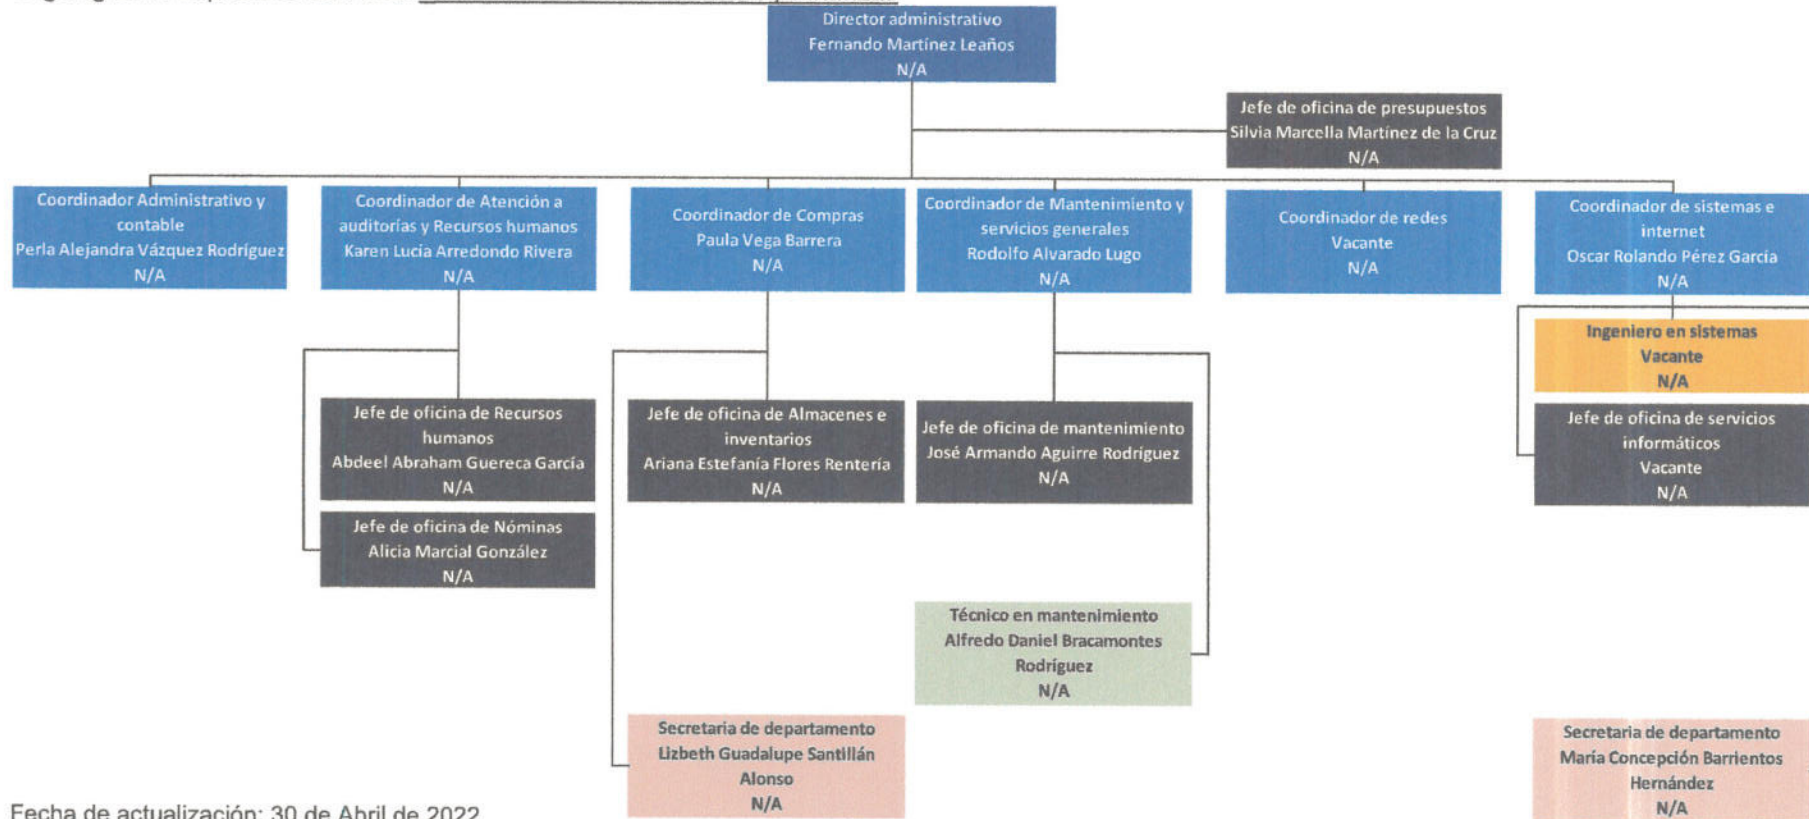 Director administrativo
Fernando Martínez Leaños
N/A
Jefe de oficina de presupuestos
Silvia Marcella Martínez de la Cruz
N/A
Coordinador Administrativo y
contable
Perla Alejandra Vázquez Rodríguez
N/A
Coordinador de Atención a
auditorías y Recursos humanos
Karen Lucía Arredondo Rivera
N/A
Coordinador de Compras
Paula Vega Barrera
N/A
Coordinador de Mantenimiento y
servicios generales
Rodolfo Alvarado Lugo
N/A
Coordinador de redes
Vacante
N/A
Coordinador de sistemas e
internet
Oscar Rolando Pérez García
N/A
Ingeniero en sistemas
Vacante
N/A
Jefe de oficina de Recursos
humanos
Abdeel Abraham Guereca García
N/A
Jefe de oficina de Almacenes e
inventarios
Ariana Estefanía Flores Rentería
N/A
Jefe de oficina de mantenimiento
José Armando Aguirre Rodríguez
N/A
Jefe de oficina de servicios
informáticos
Vacante
N/A
Jefe de oficina de Nóminas
Alicia Marcial González
N/A
Técnico en mantenimiento
Alfredo Daniel Bracamontes
Rodríguez
N/A
Secretaria de departamento
Lizbeth Guadalupe Santillán
Alonso
N/A
Secretaria de departamento
María Concepción Barrientos
Hernández
N/A
Fecha de actualización: 30 de Abril de 2022